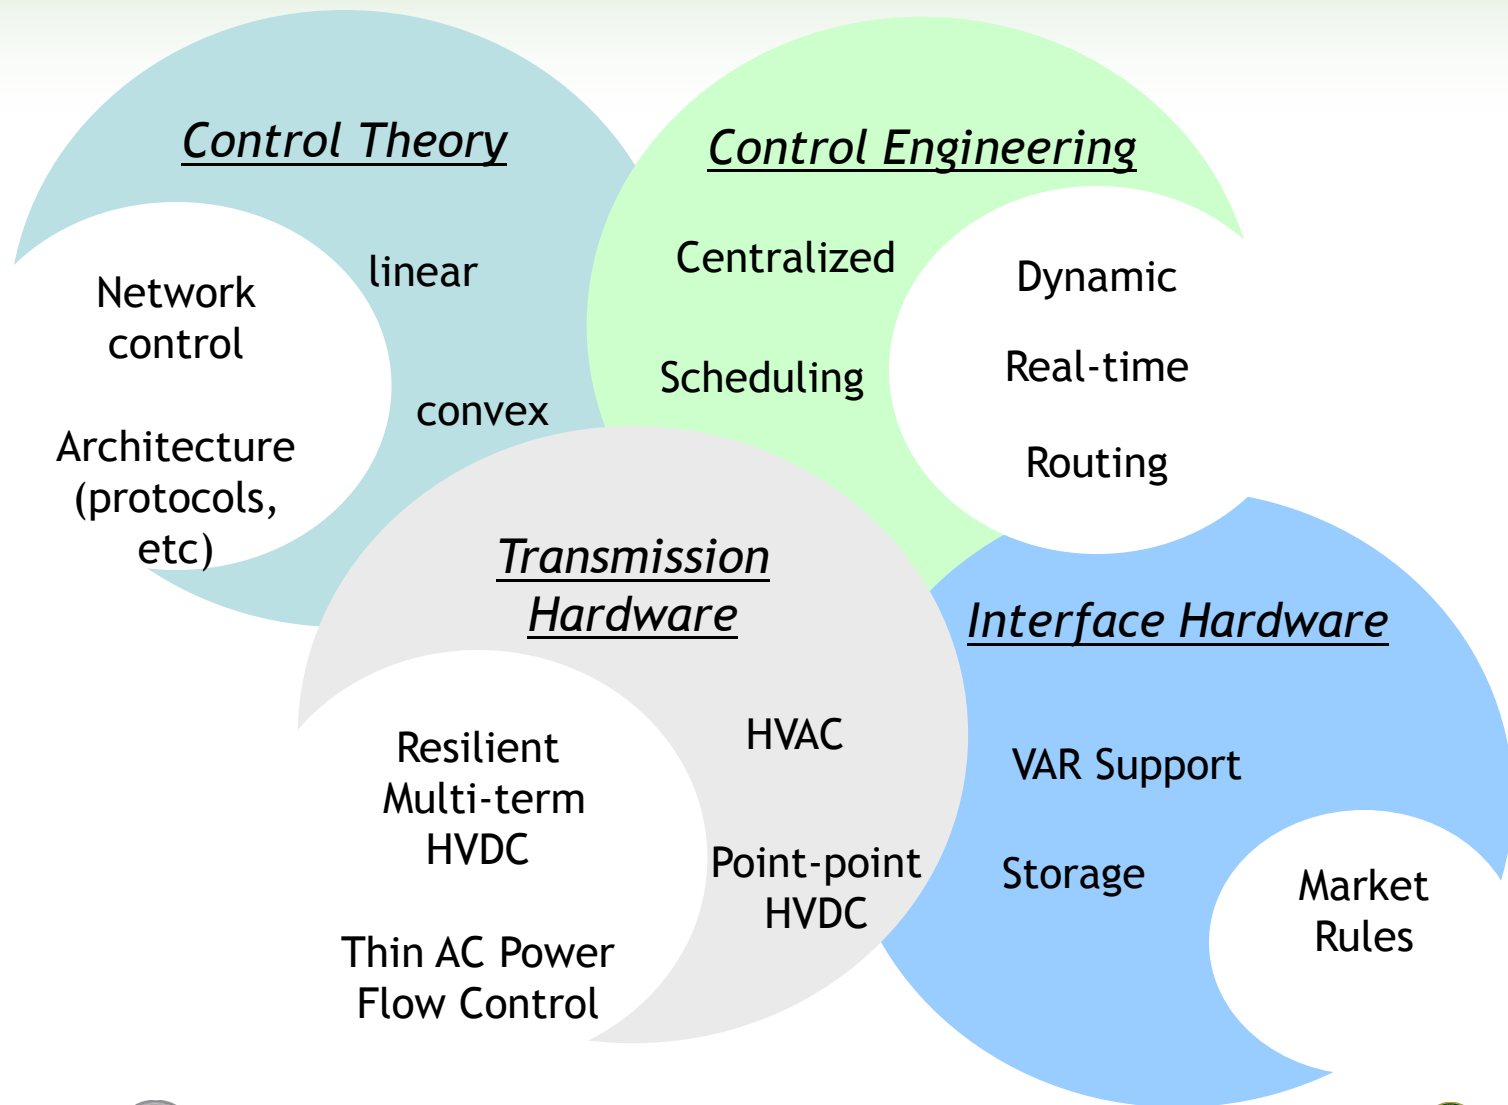 Control Theory
linear
Network
control
convex
Architecture
(protocols,
etc)
Control Engineering
Centralized
Scheduling
Dynamic
Real-time
Routing
Transmission
Hardware
HVAC
Resilient
Multi-term
HVDC
Point-point
HVDC
Thin AC Power
Flow Control
Interface Hardware
VAR Support
Storage
Market
Rules